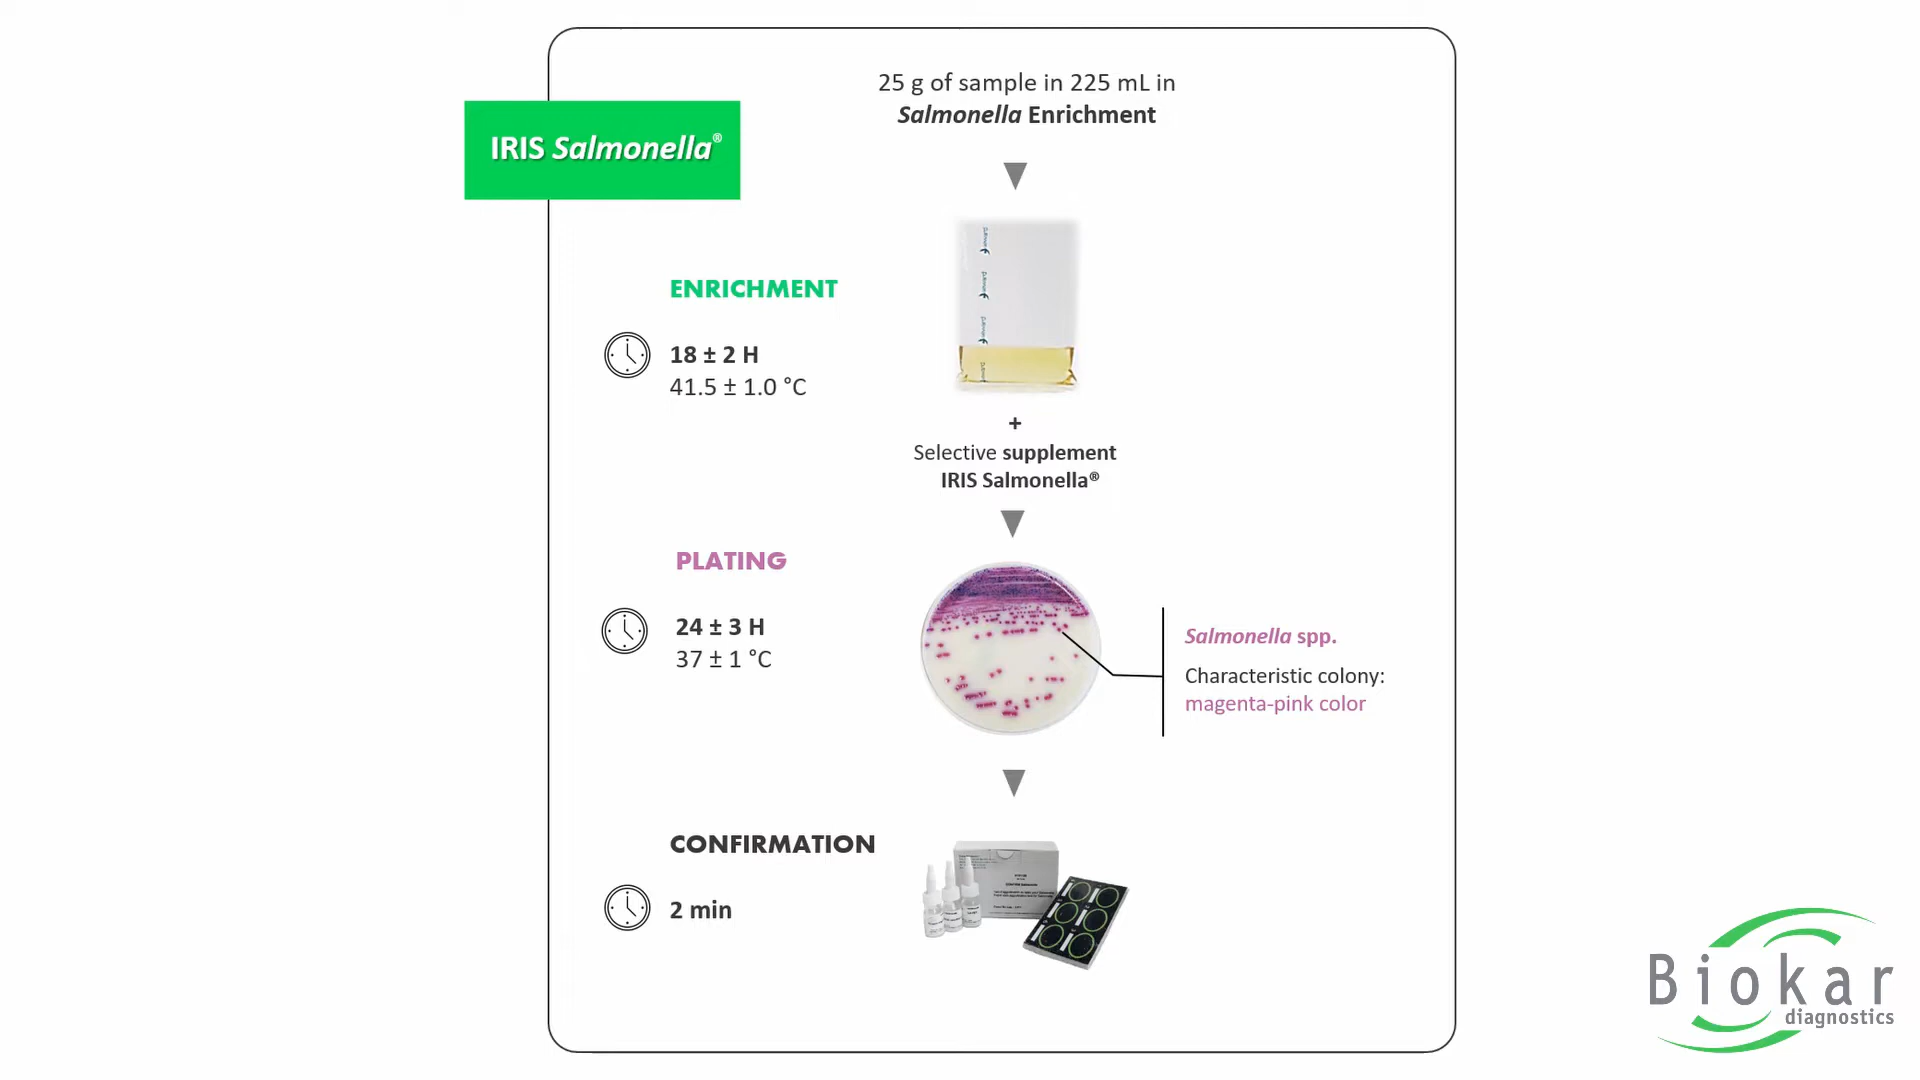 25 g of sample in 225 mL in
Salmonella Enrichment
IRIS Salmonella®
ENRICHMENT
18 ± 2 H
41.5 ± 1.0 °C
+
Selective supplement
IRIS Salmonella®
PLATING
24 ± 3 H
37 ± 1 °C
Salmonella spp.
Characteristic colony:
magenta-pink color
CONFIRMATION
2 min
Biokar
diagnostics